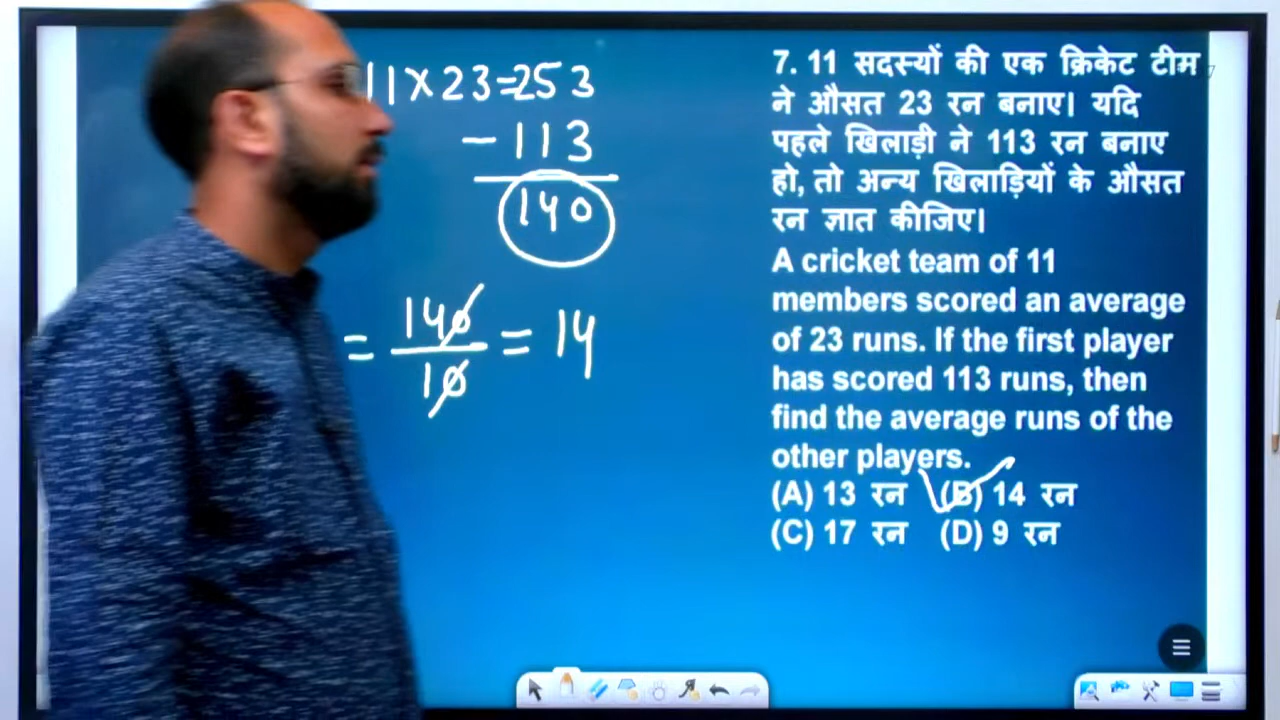 11×23=253
-113
140
= 140/10 = 14
7. 11 सदस्यों की एक क्रिकेट टीम
ने औसत 23 रन बनाए। यदि
पहले खिलाड़ी ने 113 रन बनाए
हो, तो अन्य खिलाड़ियों के औसत
रन ज्ञात कीजिए।
A cricket team of 11
members scored an average
of 23 runs. If the first player
has scored 113 runs, then
find the average runs of the
other players.
(A) 13 रन (B) 14 रन
(C) 17 रन (D) 9 रन